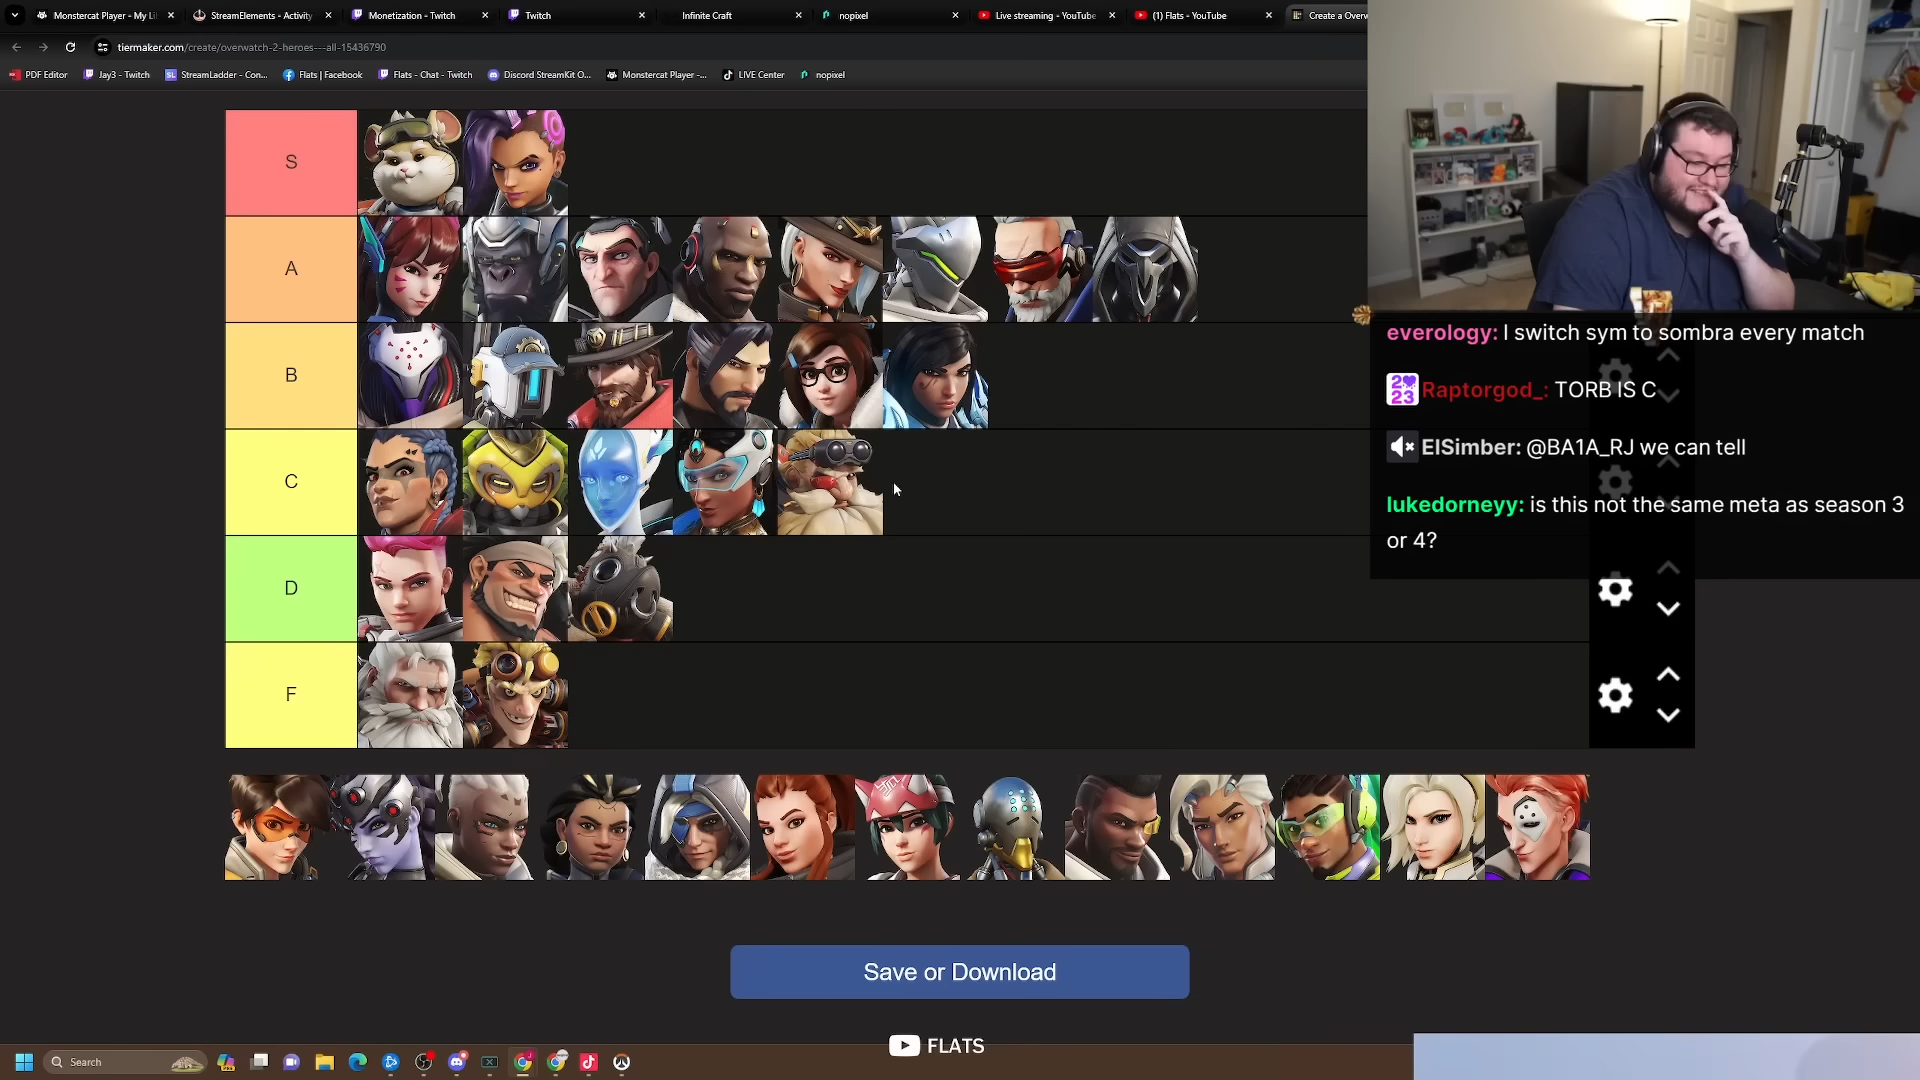 Monstercat Player - My Li
StreamElements - Activity
Monetization - Twitch
Twitch
Infinite Craft
nopixel
Live streaming - YouTube
(1) Flats - YouTube
Create a Overw
tiermaker.com/create/overwatch-2-heroes---all-15436790
PDF Editor
Jay3 - Twitch
SL
StreamLadder - Con...
Flats | Facebook
Flats - Chat - Twitch
Discord StreamKit O...
Monstercat Player -...
LIVE Center
nopixel
S
A
B
C
D
F
everology: I switch sym to sombra every match
2 23 Raptorgod_: TORB IS C
ElSimber: @BA1A_RJ we can tell
lukedorneyy: is this not the same meta as season 3
or 4?
Save or Download
FLATS
Search